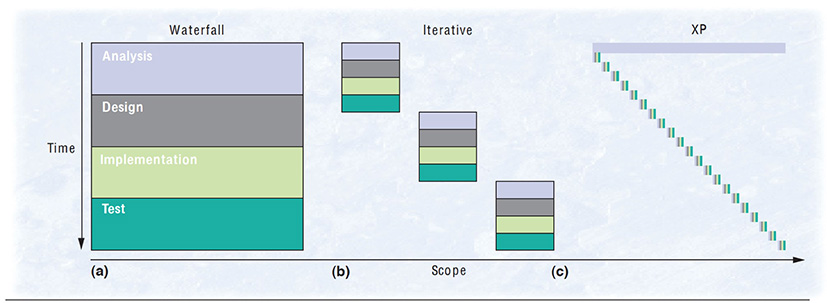 Waterfall
Iterative
XP
Analysis
Design
Time
Implementation
Test
(a)
(b)
Scope
(c)